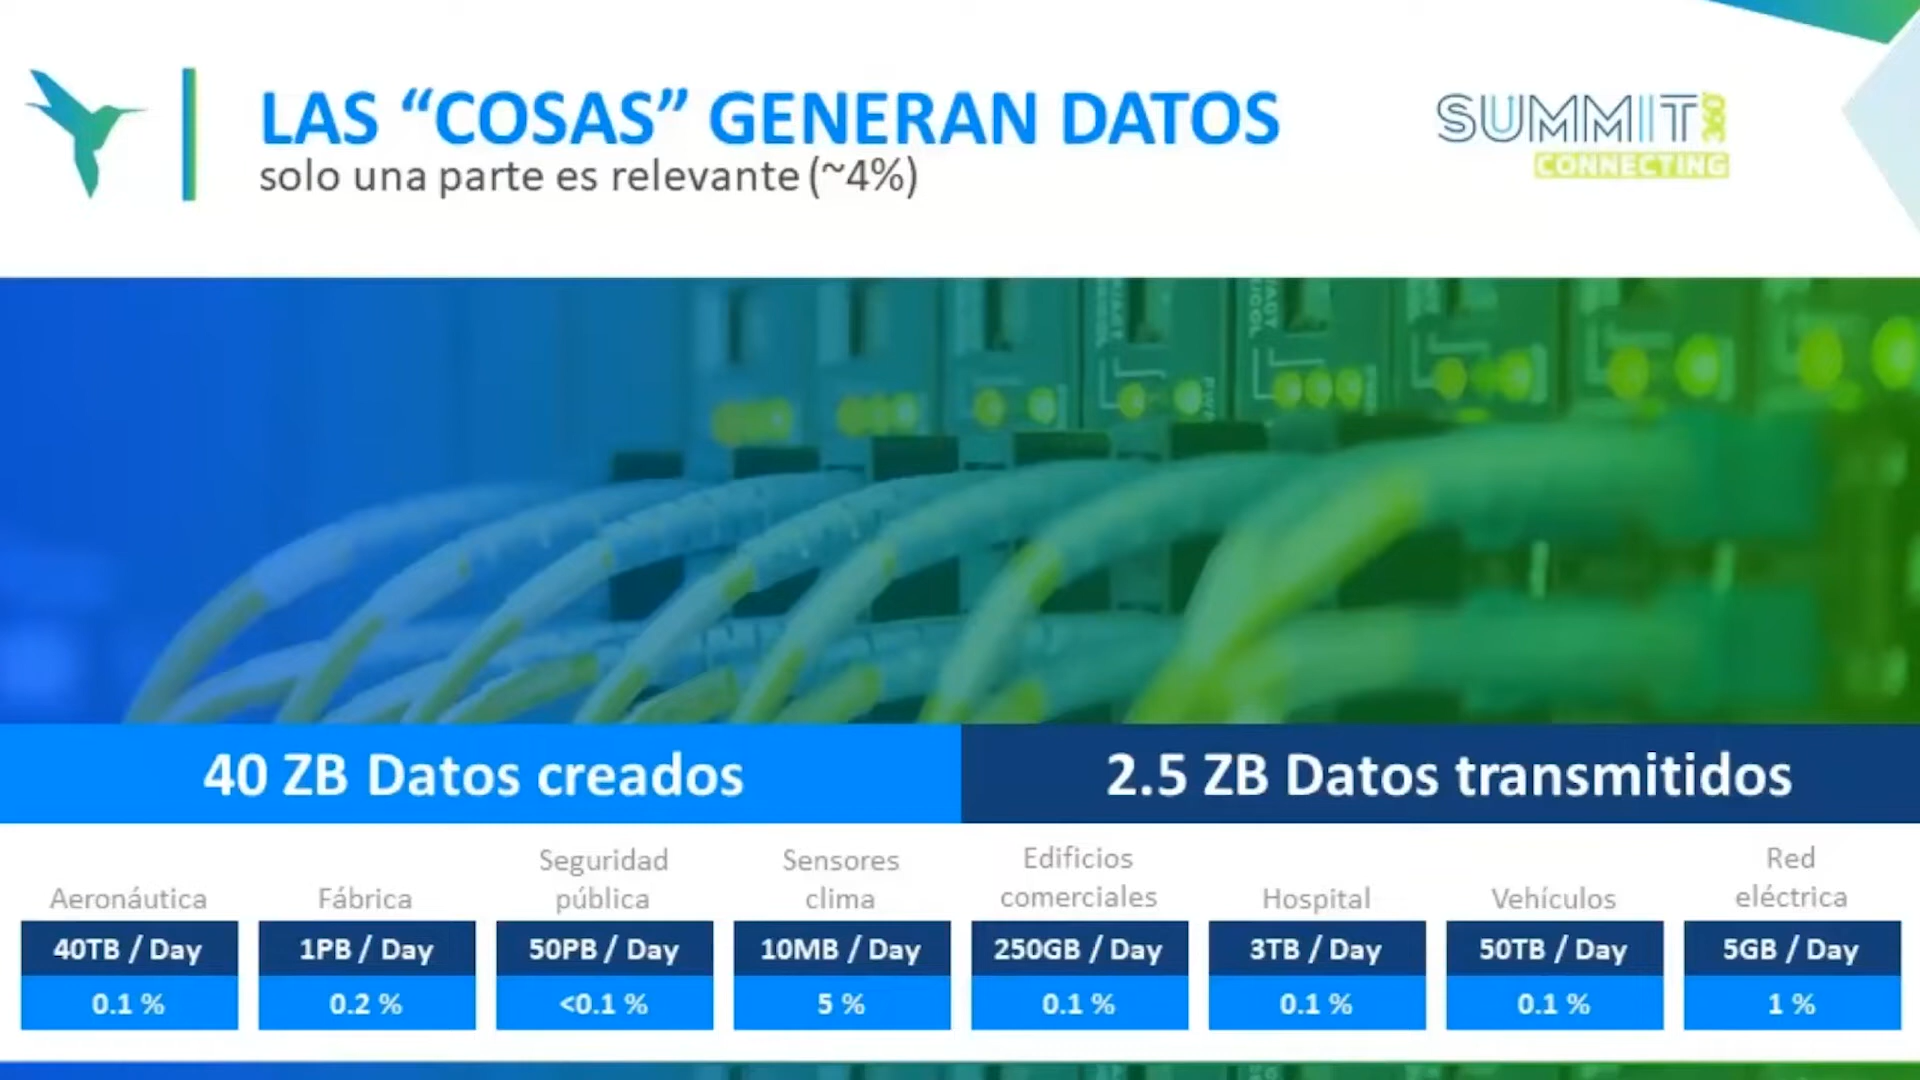 LAS “COSAS” GENERAN DATOS
solo una parte es relevante (~4%)
SUMMIT 360
CONNECTING
40 ZB Datos creados
2.5 ZB Datos transmitidos
Aeronáutica
40TB / Day
0.1 %
Fábrica
1PB / Day
0.2 %
Seguridad
pública
50PB / Day
<0.1 %
Sensores
clima
10MB / Day
5 %
Edificios
comerciales
250GB / Day
0.1 %
Hospital
3TB / Day
0.1 %
Vehículos
50TB / Day
0.1 %
Red
eléctrica
5GB / Day
1 %